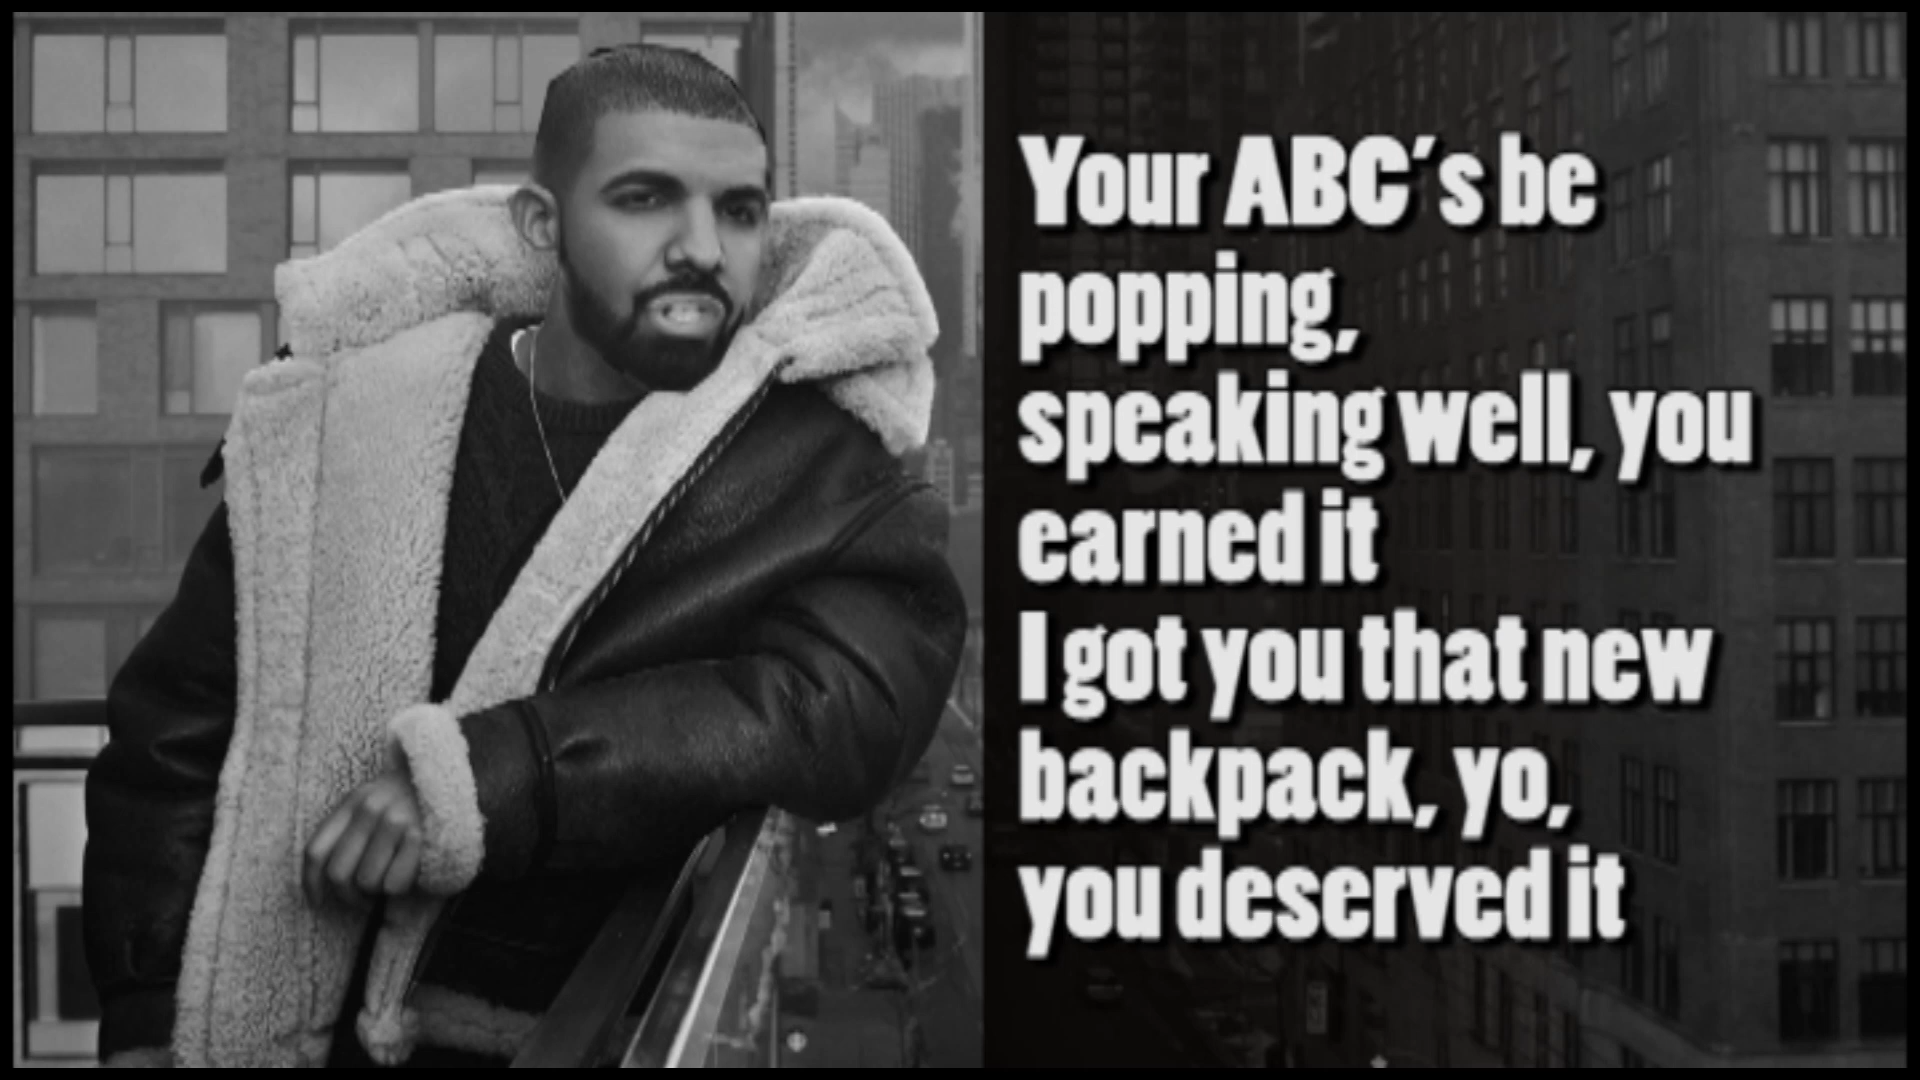 Your ABC's be
popping,
speaking well, you
earned it
I got you that new
backpack, yo,
you deserved it